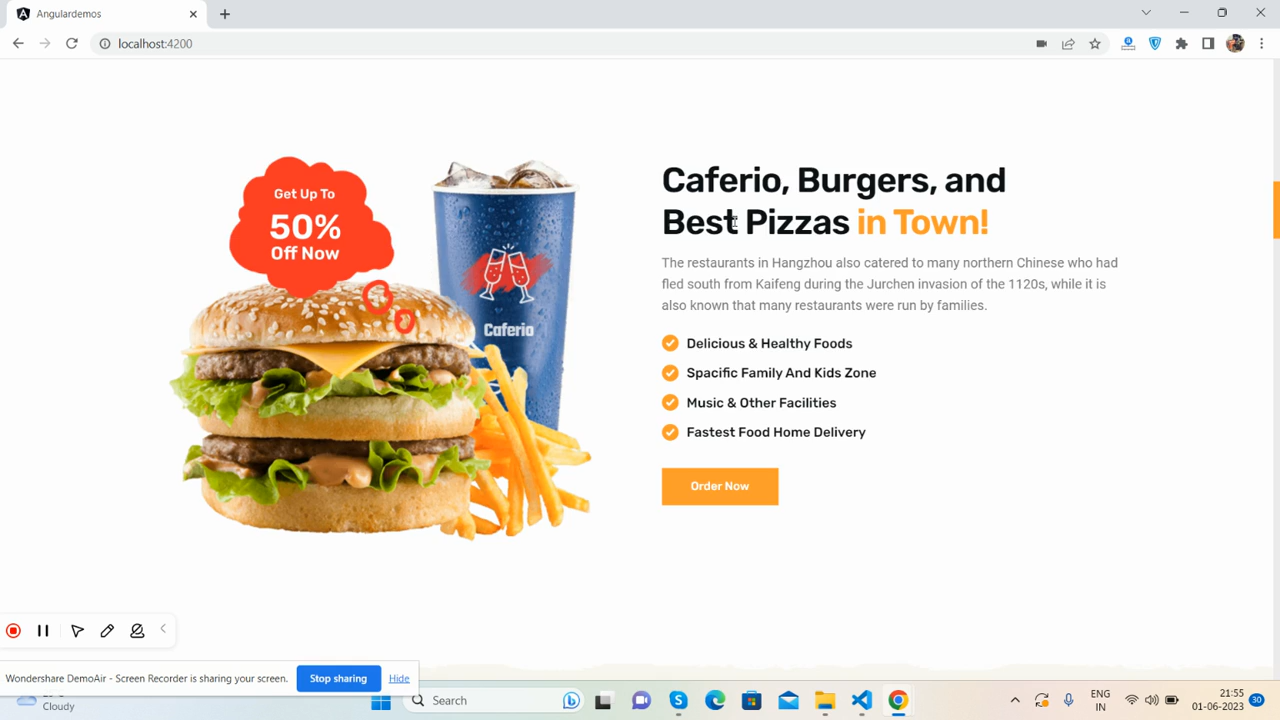 Angulardemos
localhost:4200
Get Up To
50%
Off Now
Caferio
Caferio, Burgers, and
Best Pizzas in Town!
The restaurants in Hangzhou also catered to many northern Chinese who had
fled south from Kaifeng during the Jurchen invasion of the 1120s, while it is
also known that many restaurants were run by families.
Delicious & Healthy Foods
Spacific Family And Kids Zone
Music & Other Facilities
Fastest Food Home Delivery
Order Now
Wondershare DemoAir - Screen Recorder is sharing your screen.
Stop sharing
Hide
Cloudy
Search
ENG
IN
21:55
01-06-2023
30